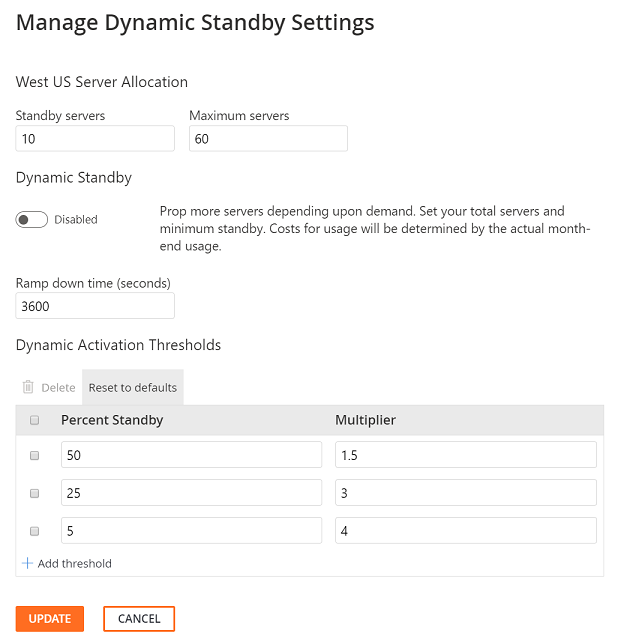 Manage Dynamic Standby Settings
West US Server Allocation
Standby servers Maximum servers
10 60
Dynamic Standby
Disabled
Prop more servers depending upon demand. Set your total servers and
minimum standby. Costs for usage will be determined by the actual month-
end usage.
Ramp down time (seconds)
3600
Dynamic Activation Thresholds
Delete Reset to defaults
Percent Standby Multiplier
50 1.5
25 3
5 4
Add threshold
UPDATE CANCEL